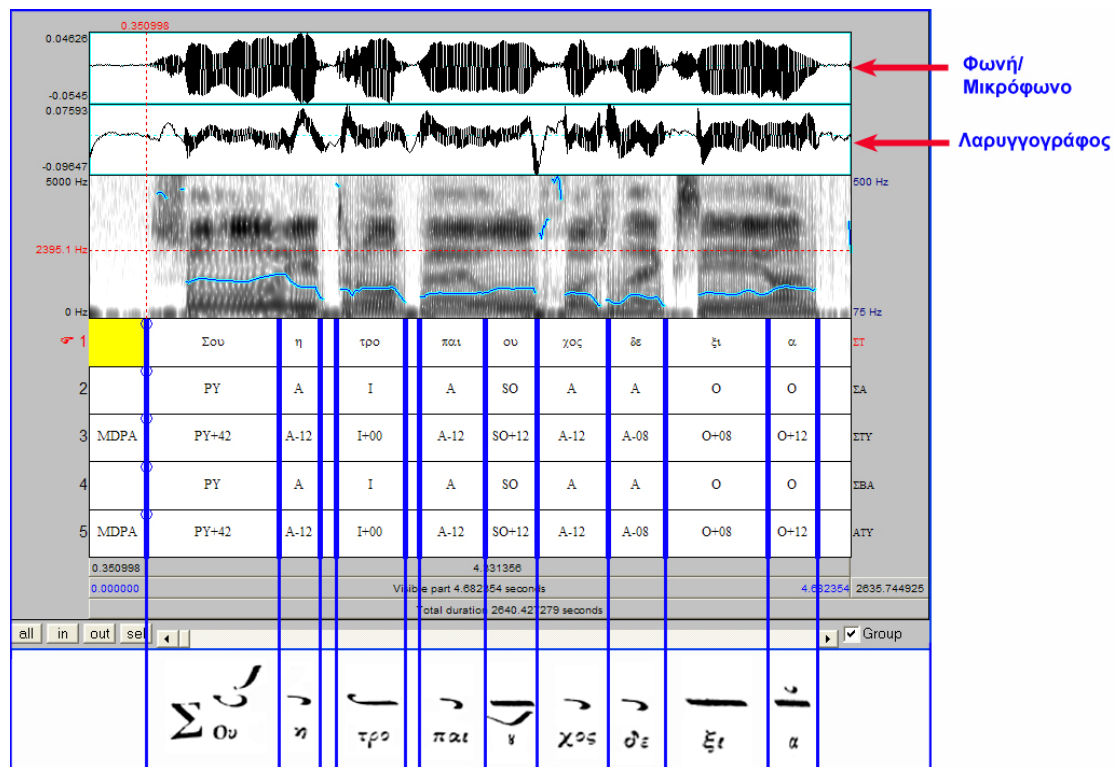 0.350998
0.04626
-0.0545
0.07593
-0.09647
Φωνή/
Μικρόφωνο
Λαρυγγογράφος
5000 Hz
500 Hz
2395.1 Hz
0 Hz
75 Hz
1 Σου η τρο παι ου χος δε ξι α ΣΤ
2 PY A I A SO A A O O ΣΑ
3 MDPA PY+42 A-12 I+00 A-12 SO+12 A-12 A-08 O+08 O+12 ΣΤΥ
4 PY A I A SO A A O O ΣΒΑ
5 MDPA PY+42 A-12 I+00 A-12 SO+12 A-12 A-08 O+08 O+12 ΑΤΥ
0.350998 4.331356
0.000000 Visible part 4.682354 seconds 4.682354 2635.744925
Total duration 2640.427279 seconds
all in out sel Group
Σ Ου η τρο παι ȣ χος δε ξι α